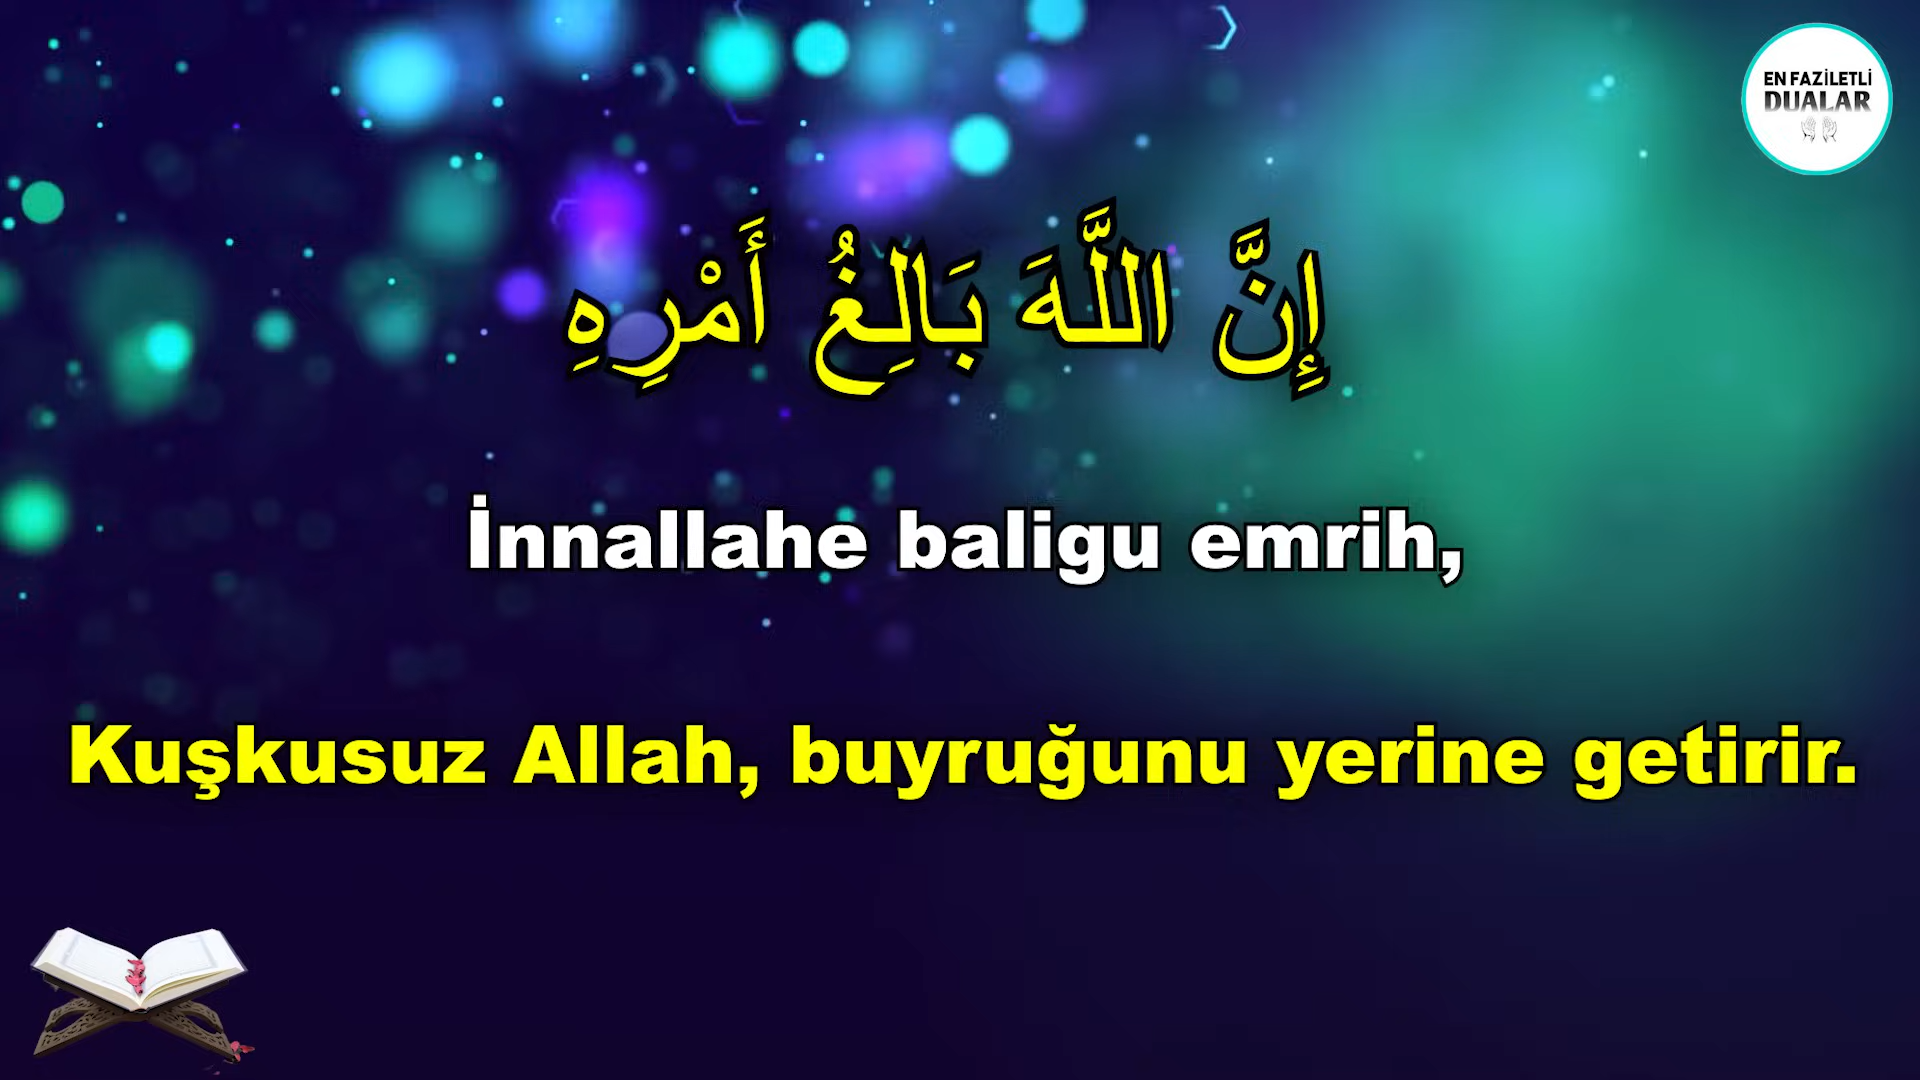 EN FAZİLETLİ
DUALAR
إِنَّ اللَّهَ بَالِغُ أَمْرِهِ
İnnallahe baligu emrih,
Kuşkusuz Allah, buyruğunu yerine getirir.